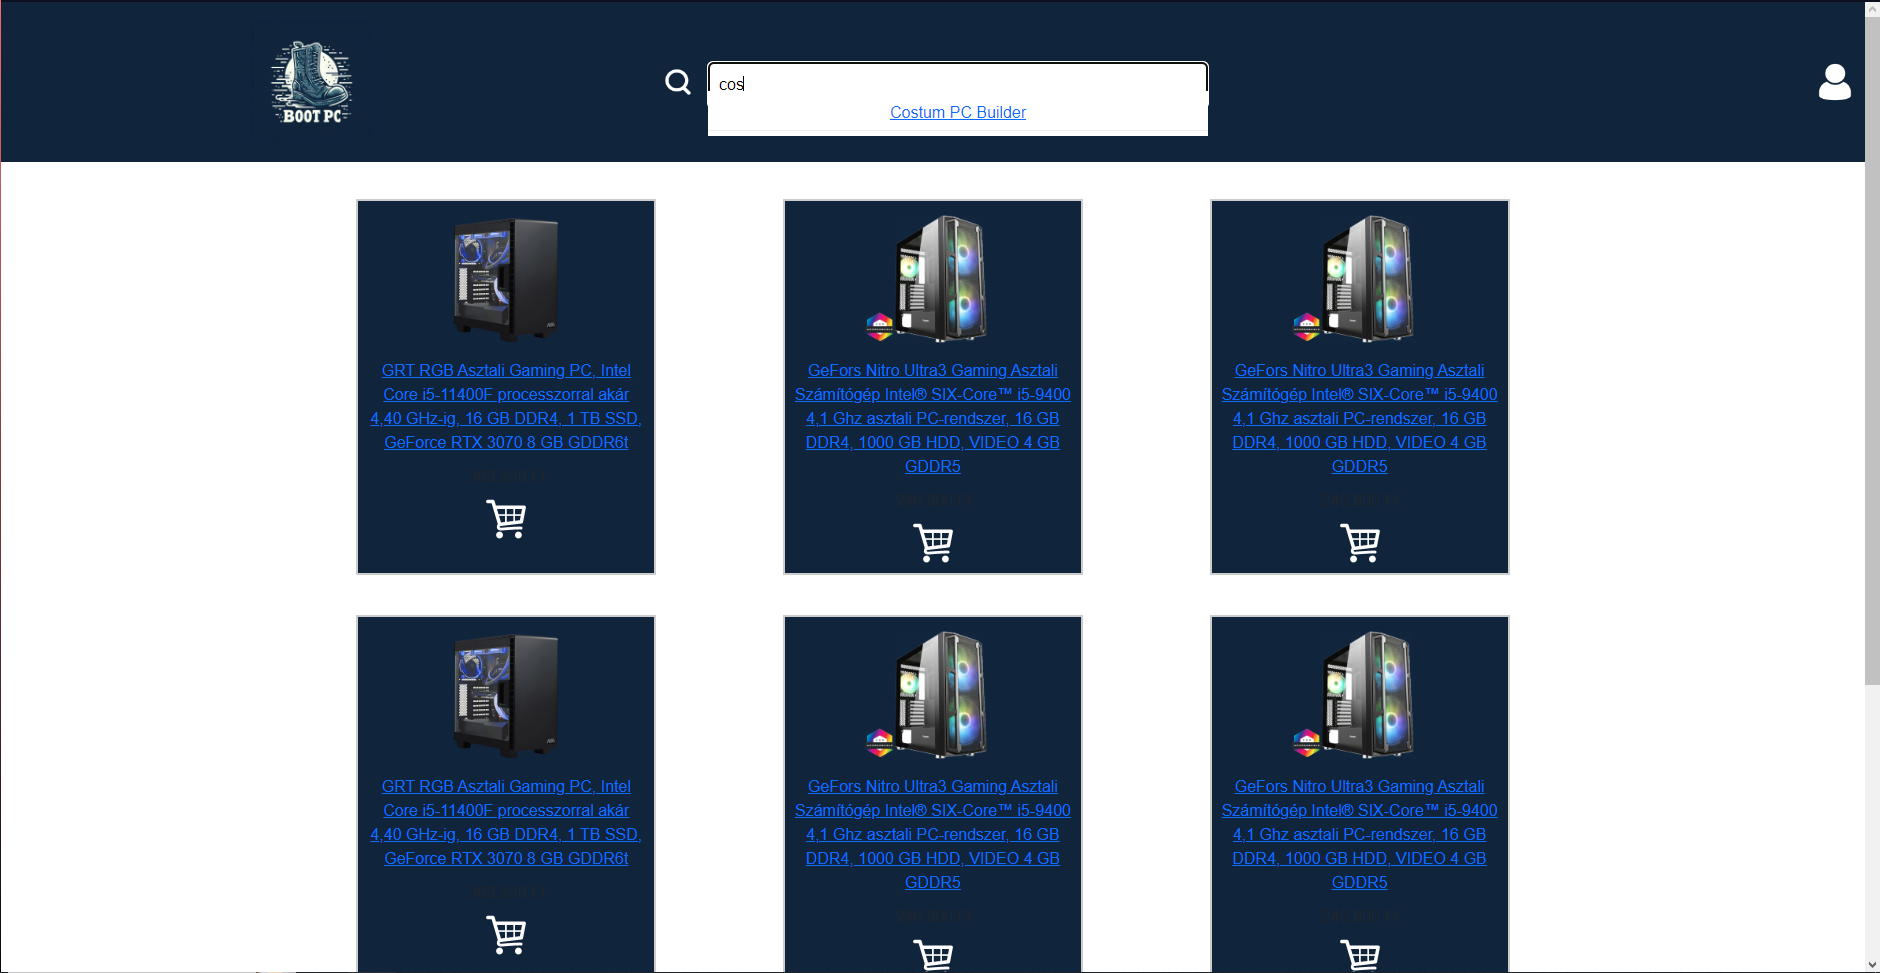 BOOT PC
cos
Costum PC Builder
GRT RGB Asztali Gaming PC, Intel
Core i5-11400F processzorral akár
4,40 GHz-ig, 16 GB DDR4, 1 TB SSD,
GeForce RTX 3070 8 GB GDDR6t
GeFors Nitro Ultra3 Gaming Asztali
Számítógép Intel® SIX-Core™ i5-9400
4,1 Ghz asztali PC-rendszer, 16 GB
DDR4, 1000 GB HDD, VIDEO 4 GB
GDDR5
GeFors Nitro Ultra3 Gaming Asztali
Számítógép Intel® SIX-Core™ i5-9400
4,1 Ghz asztali PC-rendszer, 16 GB
DDR4, 1000 GB HDD, VIDEO 4 GB
GDDR5
GRT RGB Asztali Gaming PC, Intel
Core i5-11400F processzorral akár
4,40 GHz-ig, 16 GB DDR4, 1 TB SSD,
GeForce RTX 3070 8 GB GDDR6t
GeFors Nitro Ultra3 Gaming Asztali
Számítógép Intel® SIX-Core™ i5-9400
4,1 Ghz asztali PC-rendszer, 16 GB
DDR4, 1000 GB HDD, VIDEO 4 GB
GDDR5
GeFors Nitro Ultra3 Gaming Asztali
Számítógép Intel® SIX-Core™ i5-9400
4,1 Ghz asztali PC-rendszer, 16 GB
DDR4, 1000 GB HDD, VIDEO 4 GB
GDDR5